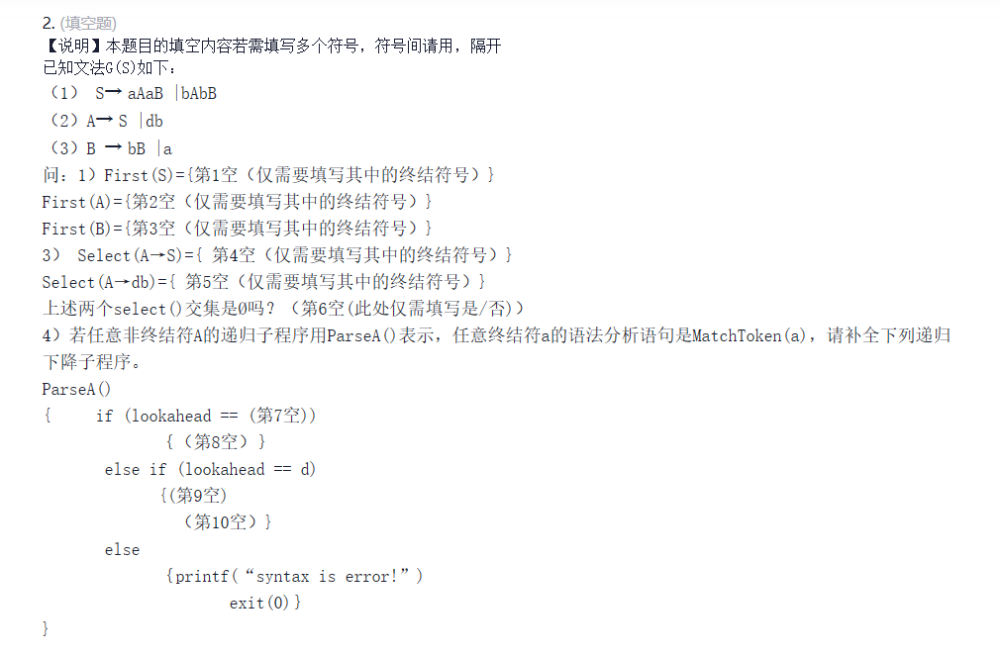 2. (填空题)
【说明】本题目的填空内容若需填写多个符号，符号间请用，隔开
已知文法G(S)如下：
（1） S→ aAaB |bAbB
（2）A→ S |db
（3）B → bB |a
问：1）First(S)={第1空（仅需要填写其中的终结符号）}
First(A)={第2空（仅需要填写其中的终结符号）}
First(B)={第3空（仅需要填写其中的终结符号）}
3） Select(A→S)={ 第4空（仅需要填写其中的终结符号）}
Select(A→db)={ 第5空（仅需要填写其中的终结符号）}
上述两个select()交集是Ø吗？（第6空(此处仅需填写是/否)）
4）若任意非终结符A的递归子程序用ParseA()表示，任意终结符a的语法分析语句是MatchToken(a)，请补全下列递归
下降子程序。
ParseA()
{ if (lookahead == (第7空))
{（第8空）}
else if (lookahead == d)
{(第9空)
（第10空）}
else
{printf(“syntax is error!”)
exit(0)}
}